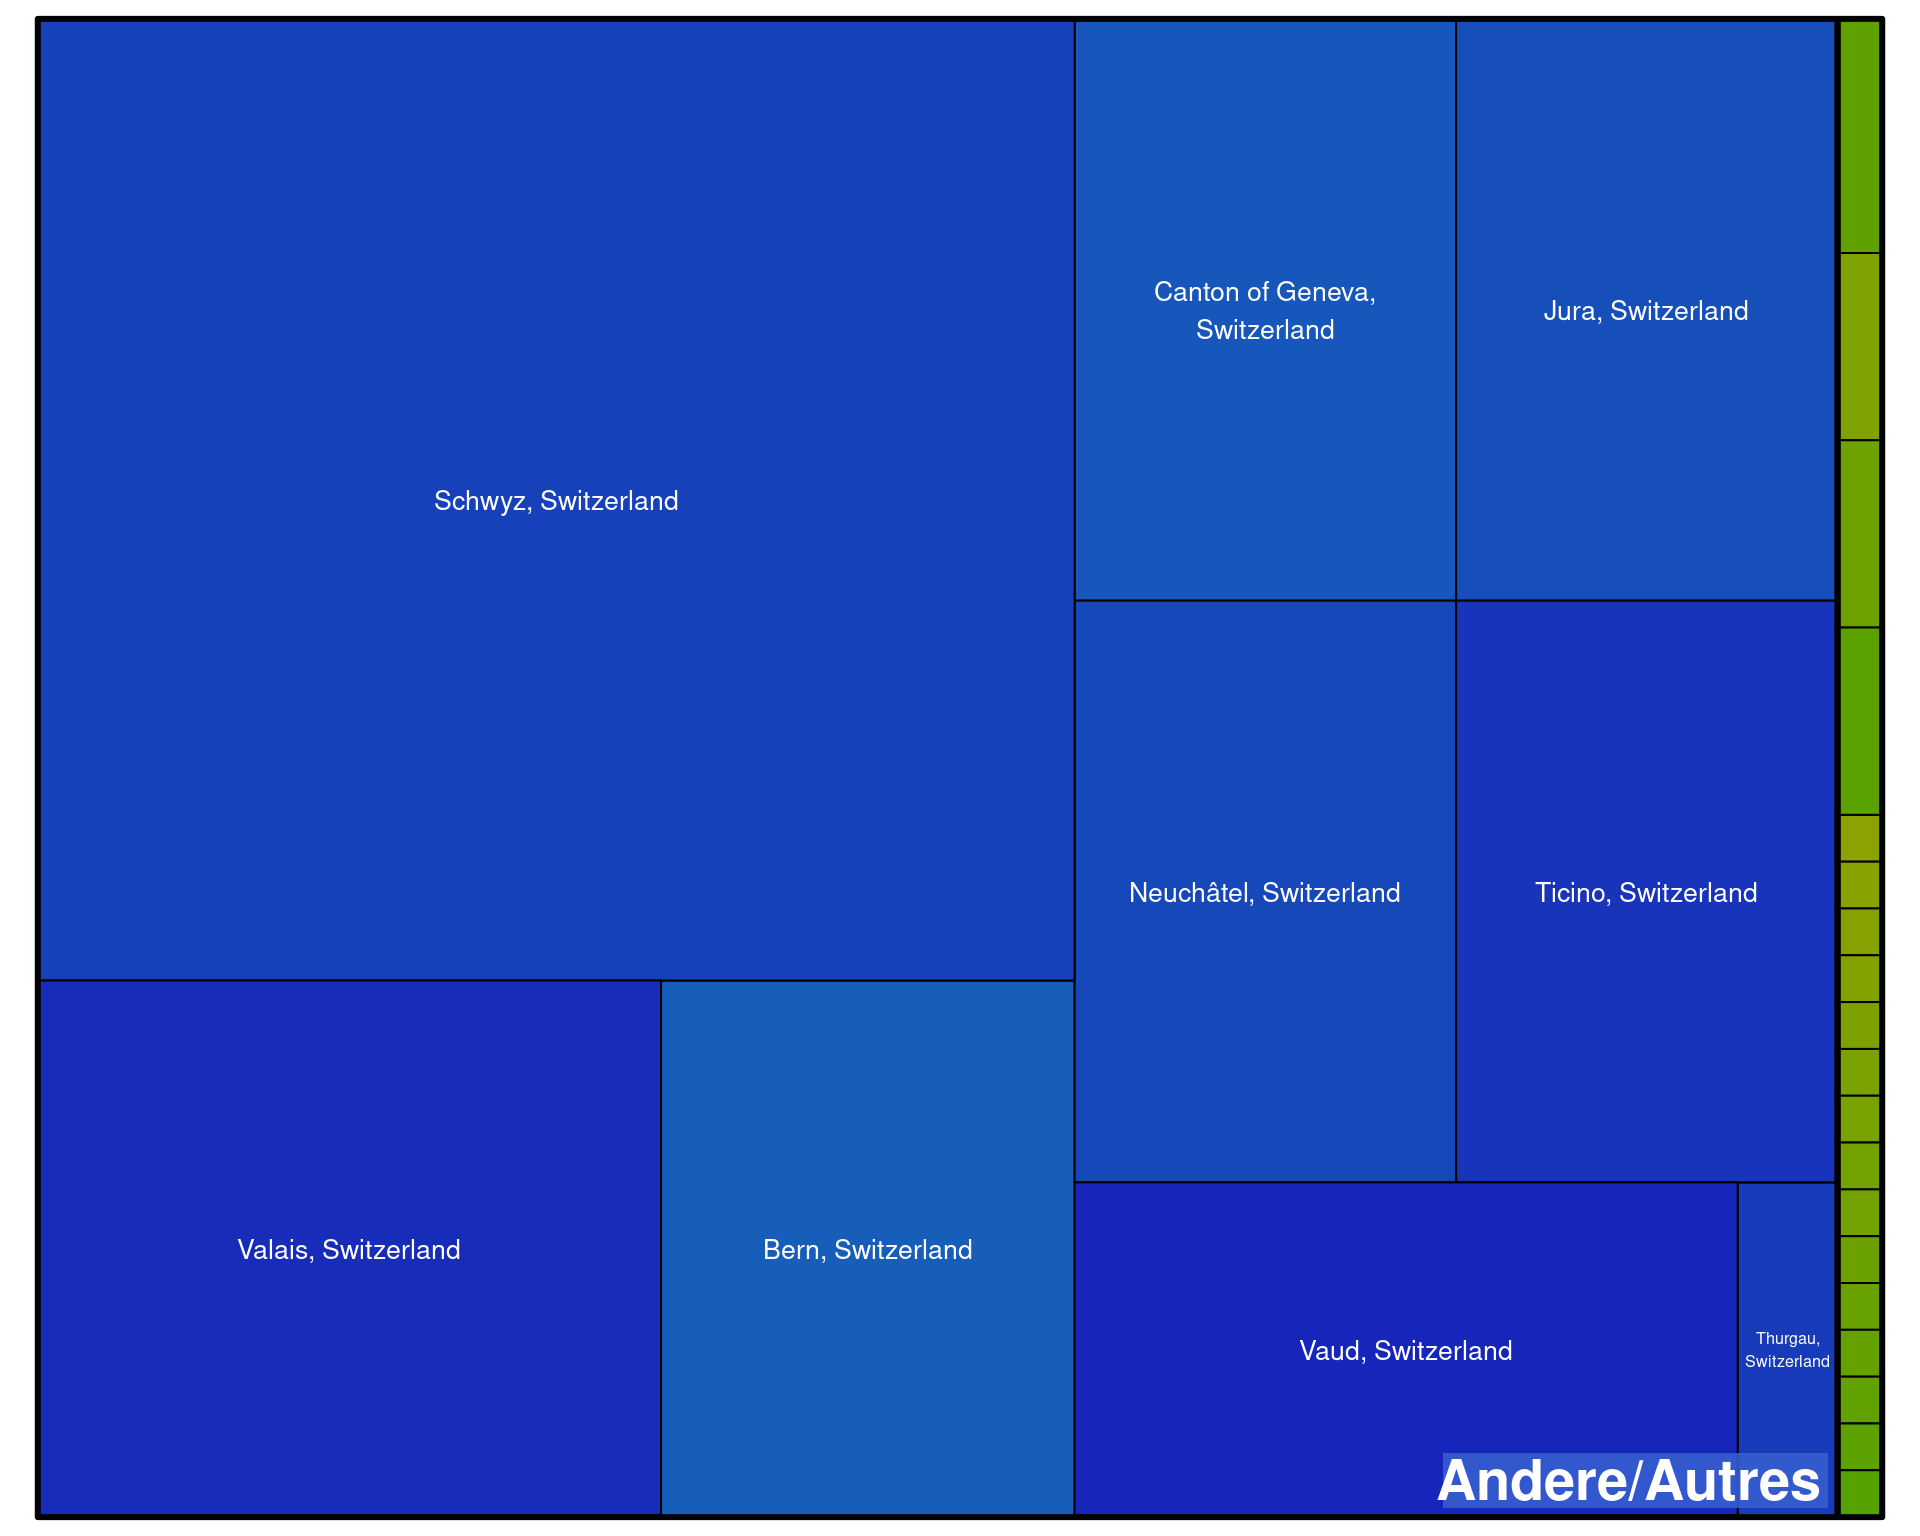 Schwyz, Switzerland
Canton of Geneva,
Switzerland
Jura, Switzerland
Neuchâtel, Switzerland
Ticino, Switzerland
Valais, Switzerland
Bern, Switzerland
Vaud, Switzerland
Thurgau,
Switzerland
Andere/Autres